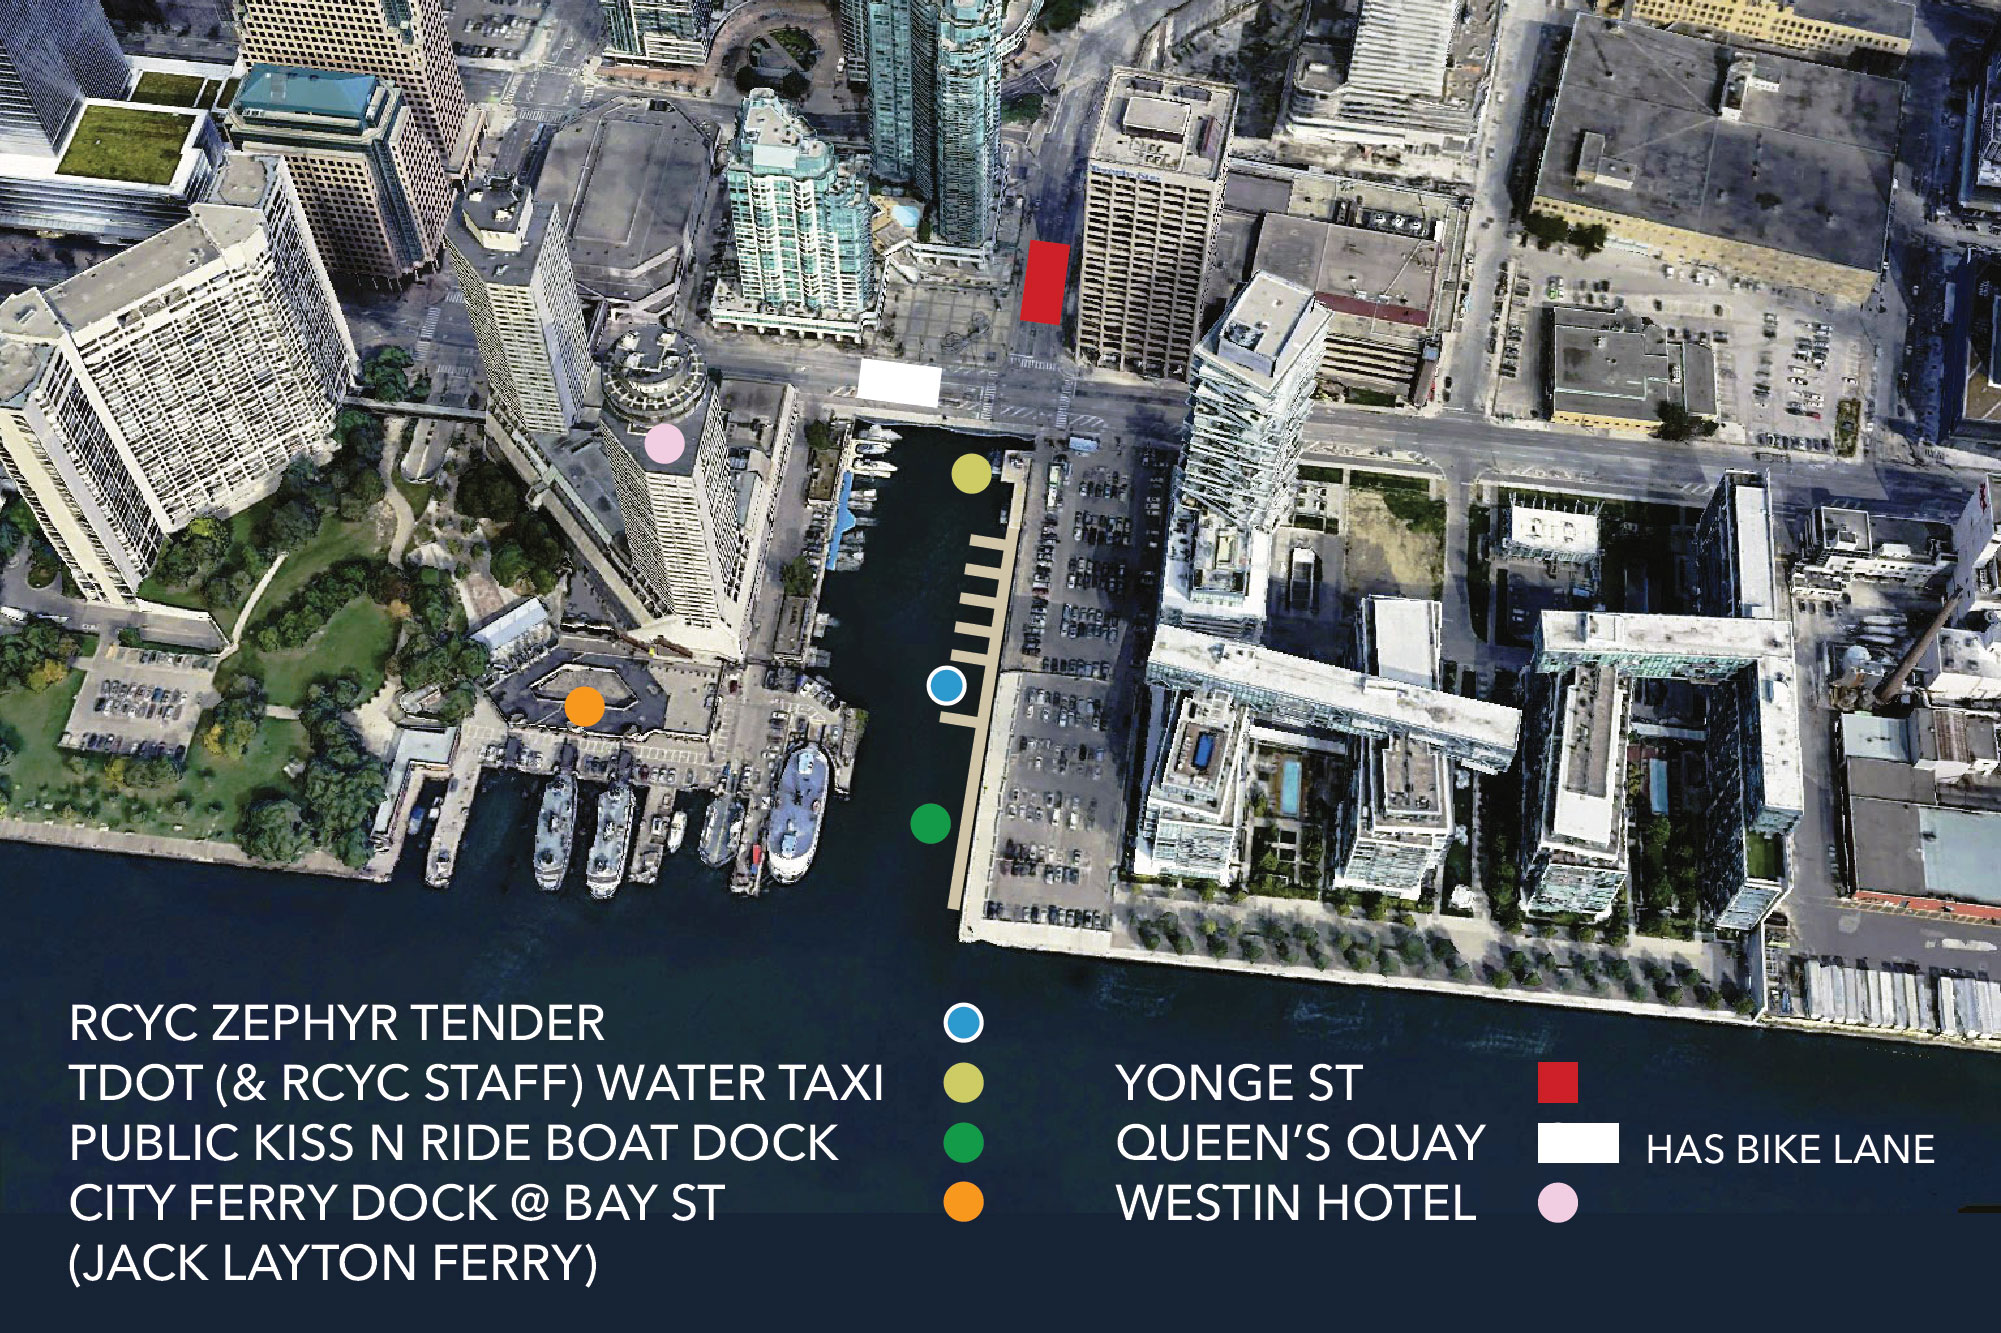 RCYC ZEPHYR TENDER
TDOT (& RCYC STAFF) WATER TAXI
PUBLIC KISS N RIDE BOAT DOCK
CITY FERRY DOCK @ BAY ST
(JACK LAYTON FERRY)
YONGE ST
QUEEN'S QUAY
HAS BIKE LANE
WESTIN HOTEL